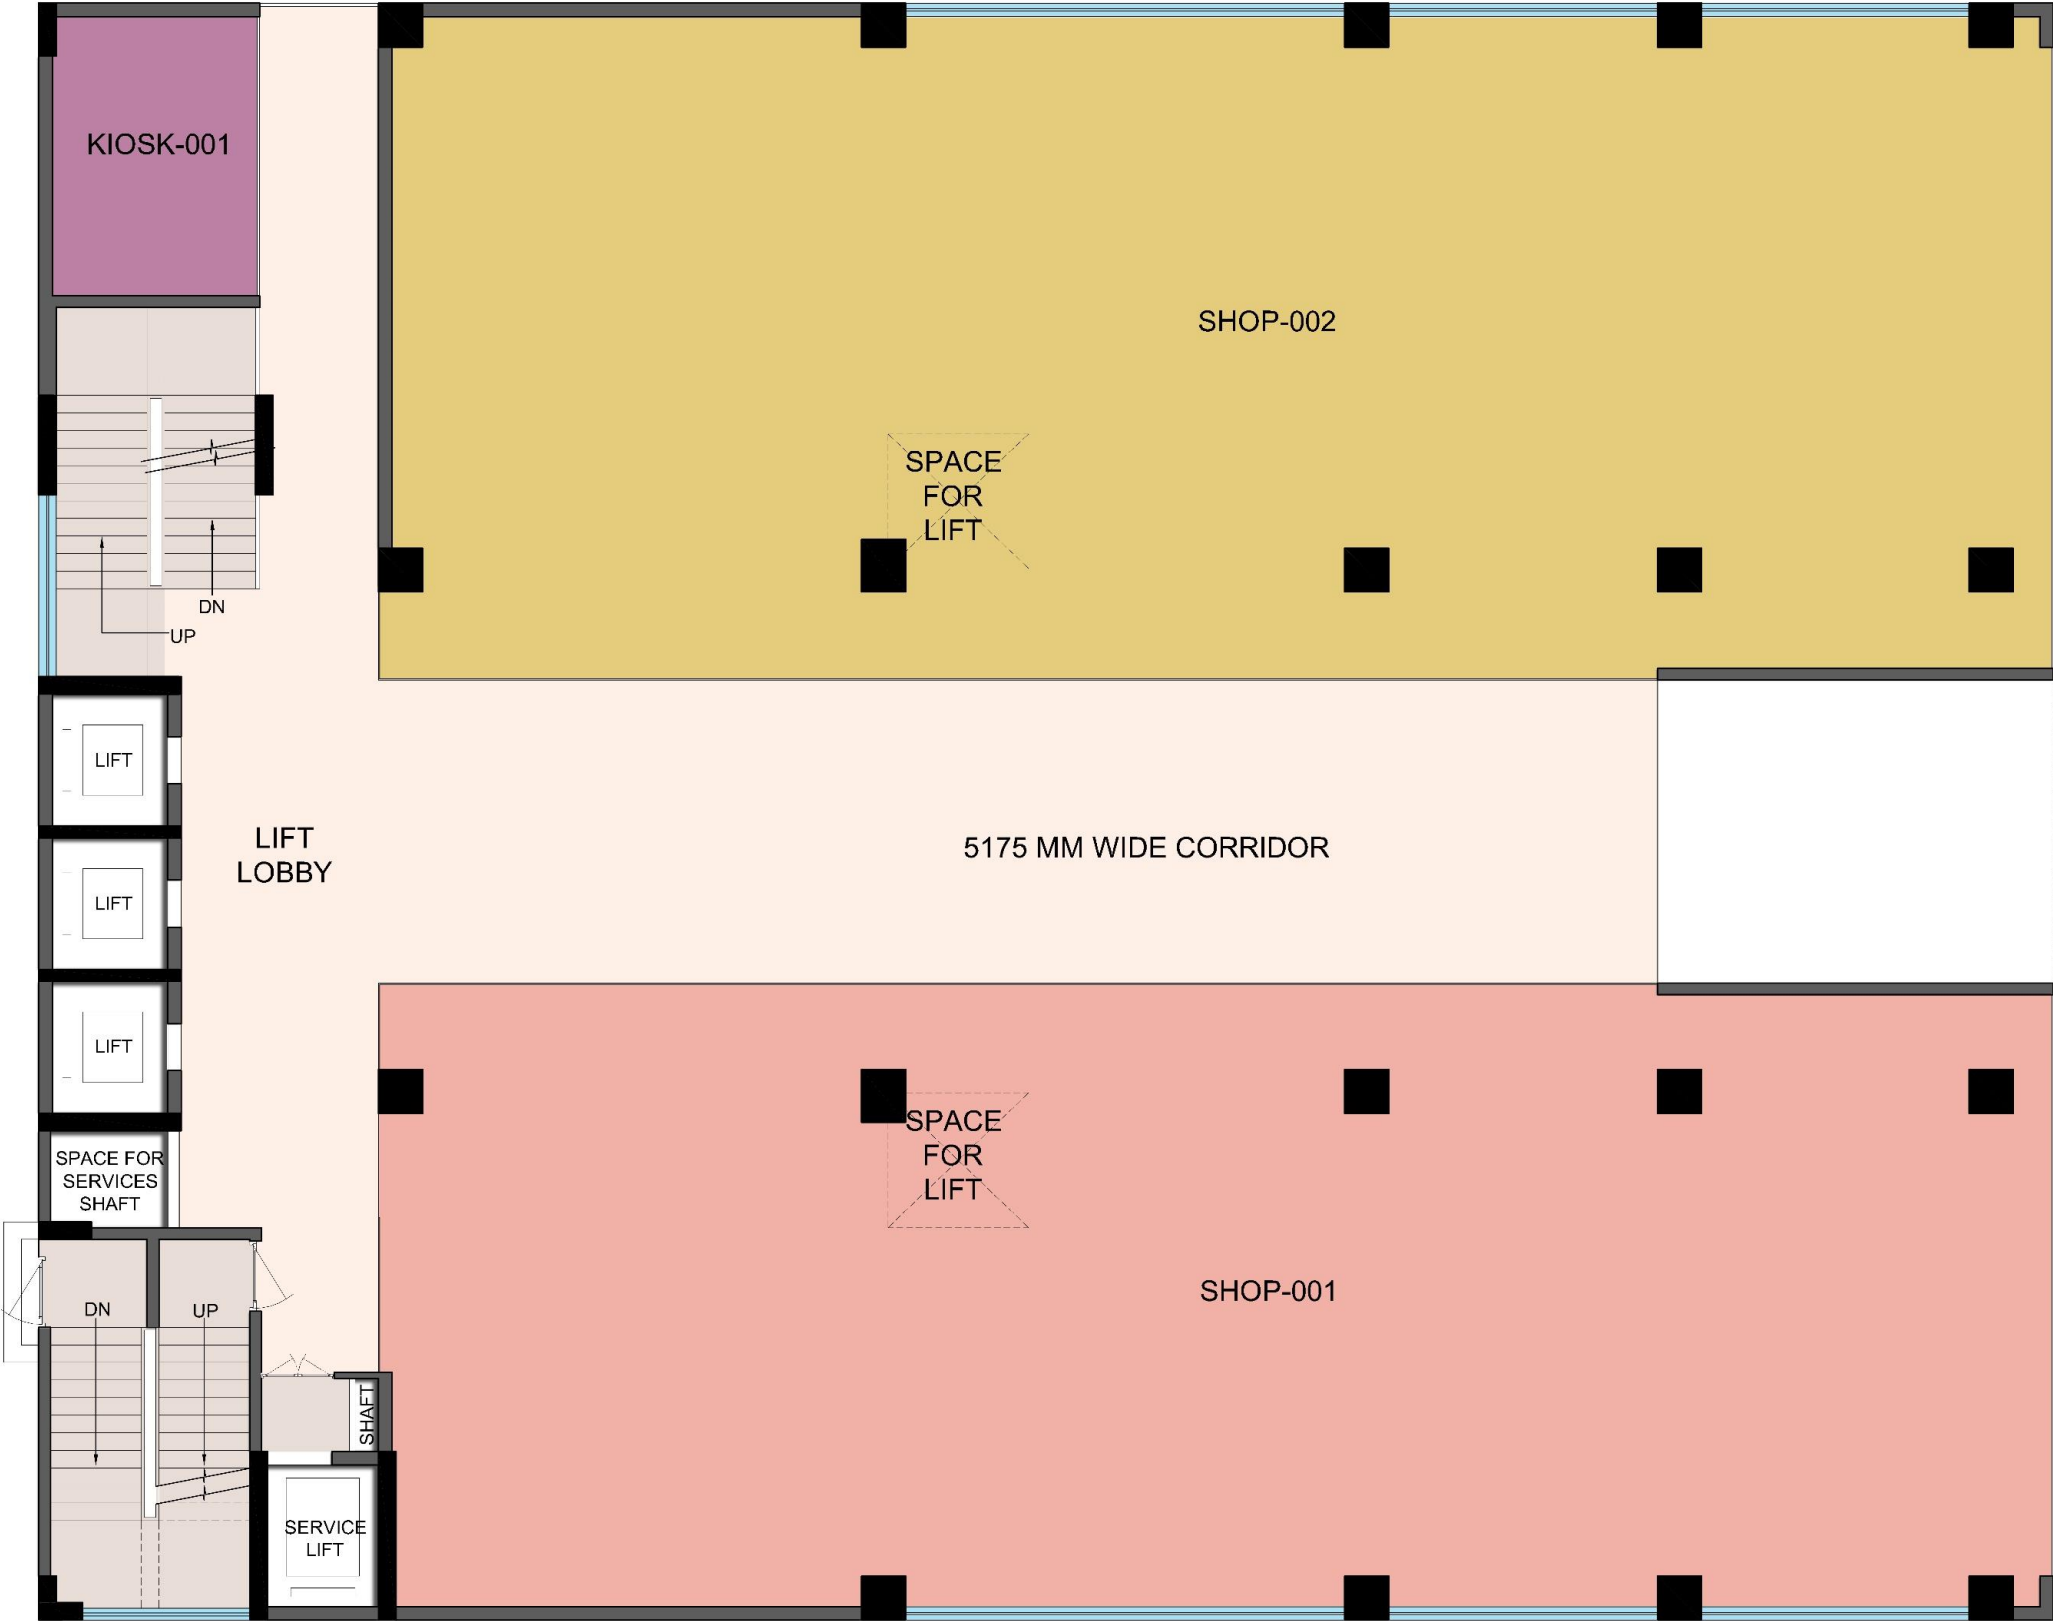 KIOSK-001
SHOP-002
SPACE
FOR
LIFT
DN
UP
LIFT
LIFT
LOBBY
5175 MM WIDE CORRIDOR
LIFT
LIFT
SPACE FOR
SERVICES
SHAFT
SPACE
FOR
LIFT
SHOP-001
DN
UP
SHAFT
SERVICE
LIFT